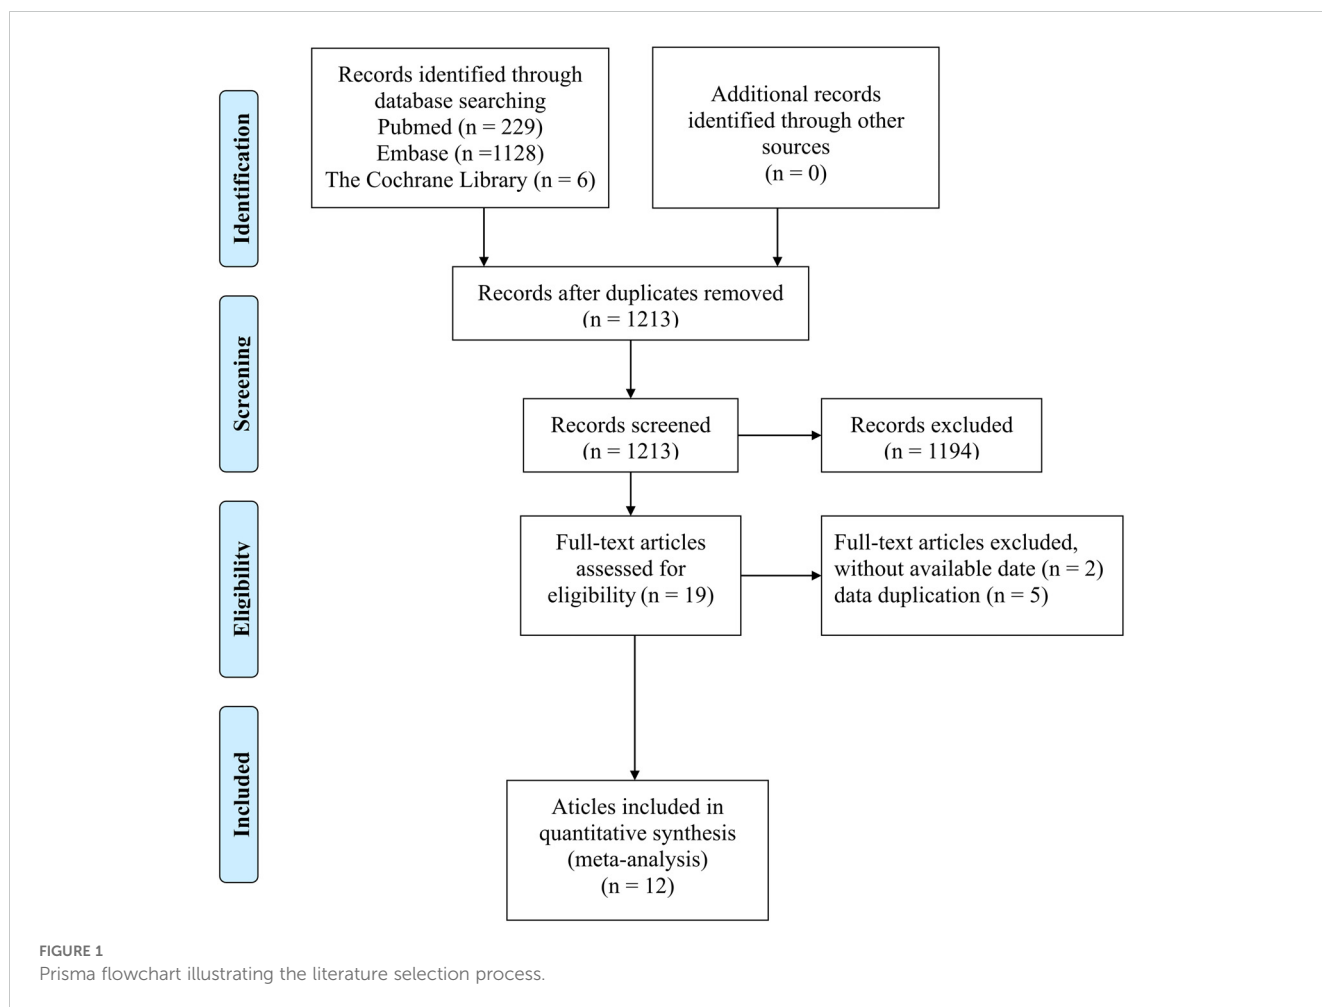 Identification
Records identified through
database searching
Pubmed (n = 229)
Embase (n =1128)
The Cochrane Library (n = 6)
Additional records
identified through other
sources
(n = 0)
Records after duplicates removed
(n = 1213)
Screening
Records screened
(n = 1213)
Records excluded
(n = 1194)
Eligibility
Full-text articles
assessed for
eligibility (n = 19)
Full-text articles excluded,
without available date (n = 2)
data duplication (n = 5)
Included
Aticles included in
quantitative synthesis
(meta-analysis)
(n = 12)
FIGURE 1
Prisma flowchart illustrating the literature selection process.